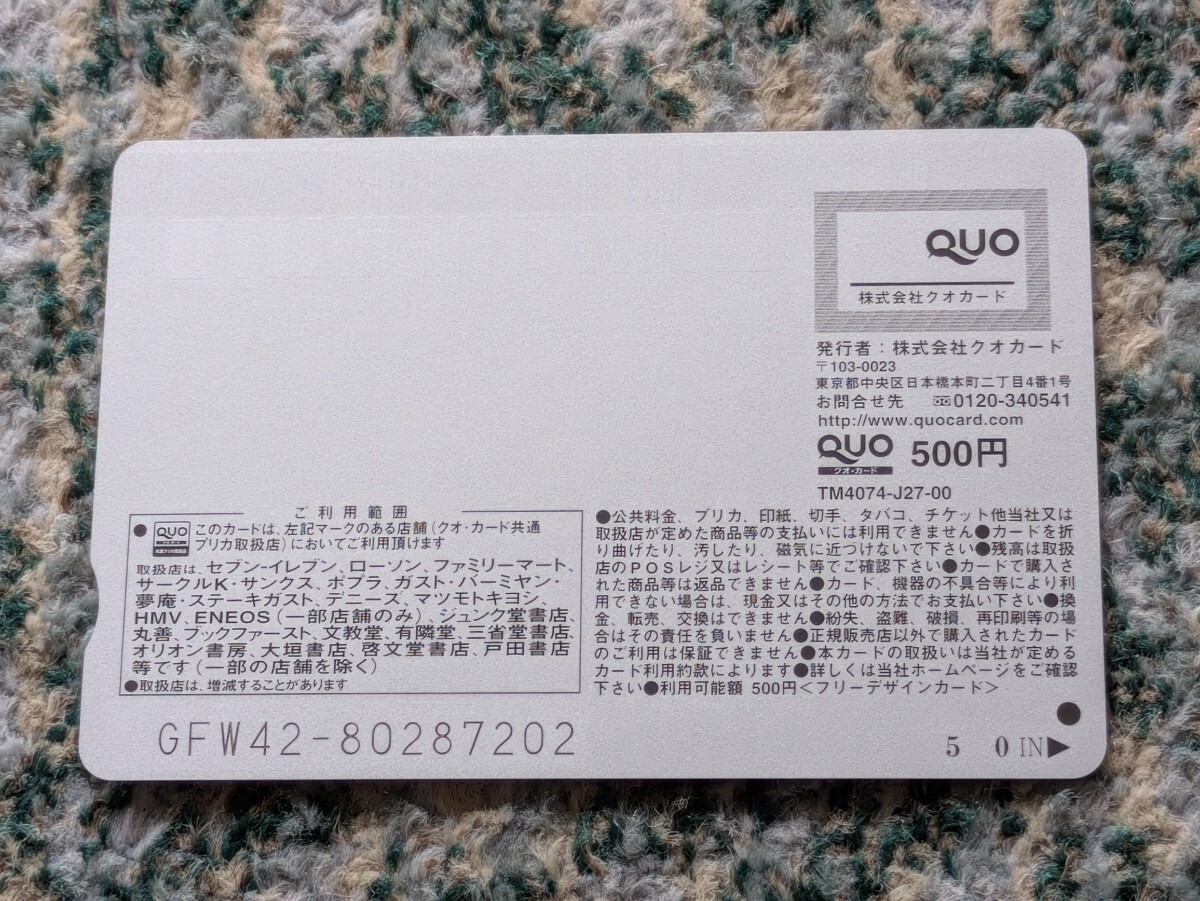 QUO
株式会社クオカード
発行者：株式会社クオカード
〒103-0023
東京都中央区日本橋本町二丁目4番1号
お問合せ先 0120-340541
http://www.quocard.com
QUO 500円
クオ・カード
TM4074-J27-00
ご利用範囲
●QUO このカードは、左記マークのある店舗(クオ・カード共通
プリカ取扱店)においてご利用頂けます
取扱店は、セブン-イレブン、ローソン、ファミリーマート、
サークルK・サンクス、ポプラ、ガスト・バーミヤン・
夢庵・ステーキガスト、デニーズ、マツモトキヨシ、
HMV、ENEOS(一部店舗のみ)、ジュンク堂書店、
丸善、ブックファースト、文教堂、有隣堂、三省堂書店、
オリオン書房、大垣書店、啓文堂書店、戸田書店
等です(一部の店舗を除く)
●取扱店は、増減することがあります
●公共料金、プリカ、印紙、切手、タバコ、チケット他当社又は
取扱店が定めた商品等の支払いには利用できません●カードを折
り曲げたり、汚したり、磁気に近づけないで下さい●残高は取扱
店のPOSレジ又はレシート等でご確認下さい●カードで購入さ
れた商品等は返品できません●カード、機器の不具合等により利
用できない場合は、現金又はその他の方法でお支払い下さい●換
金、転売、交換はできません●紛失、盗難、破損、再印刷等の場
合はその責任を負いません●正規販売店以外で購入されたカード
のご利用は保証できません●本カードの取扱いは当社が定める
カード利用約款によります●詳しくは当社ホームページをご確認
下さい●利用可能額 500円<フリーデザインカード>
GFW42-80287202
5 0 IN▶